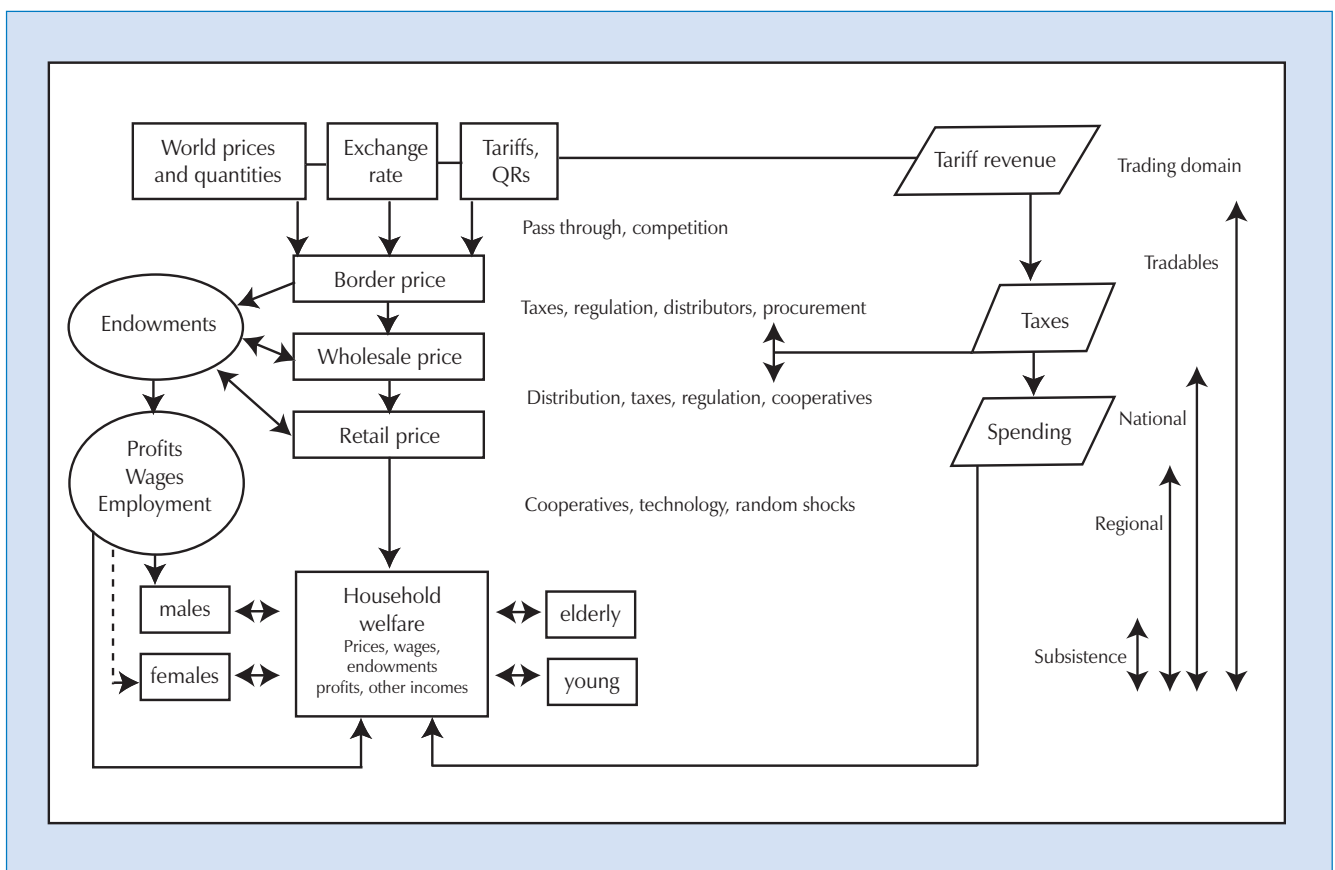 World prices
and quantities
Exchange
rate
Tariffs,
QRs
Tariff revenue
Trading domain
Pass through, competition
Tradables
Border price
Endowments
Taxes, regulation, distributors, procurement
Taxes
Wholesale price
Distribution, taxes, regulation, cooperatives
National
Retail price
Spending
Profits
Wages
Employment
Cooperatives, technology, random shocks
Regional
males
Household
welfare
Prices, wages,
endowments
profits, other incomes
elderly
females
young
Subsistence